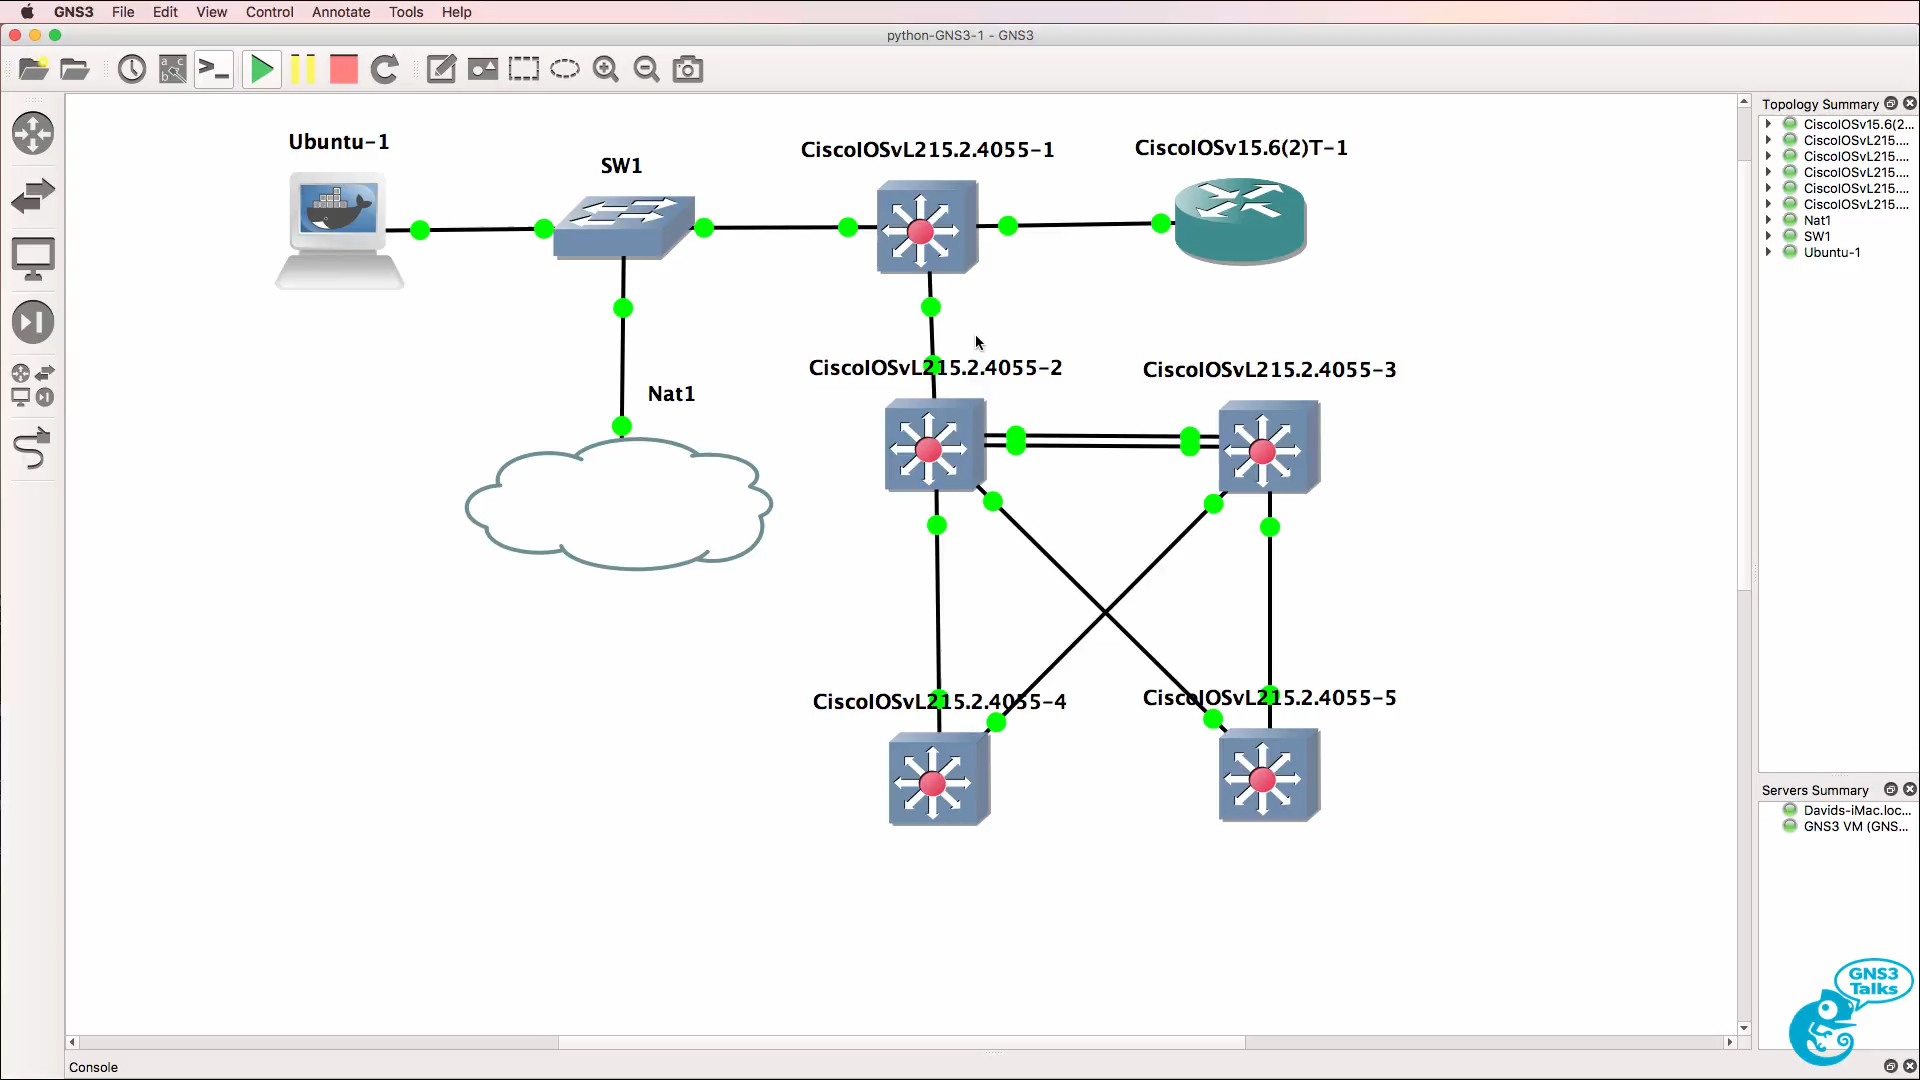 GNS3 File Edit View Control Annotate Tools Help
python-GNS3-1 - GNS3
Ubuntu-1
SW1
CiscoIOSvL215.2.4055-1
CiscoIOSv15.6(2)T-1
Nat1
CiscoIOSvL215.2.4055-2
CiscoIOSvL215.2.4055-3
CiscoIOSvL215.2.4055-4
CiscoIOSvL215.2.4055-5
Topology Summary
CiscoIOSv15.6(2...
CiscoIOSvL215....
CiscoIOSvL215....
CiscoIOSvL215....
CiscoIOSvL215....
CiscoIOSvL215....
Nat1
SW1
Ubuntu-1
Servers Summary
Davids-iMac.loc...
GNS3 VM (GNS...
GNS3
Talks
Console